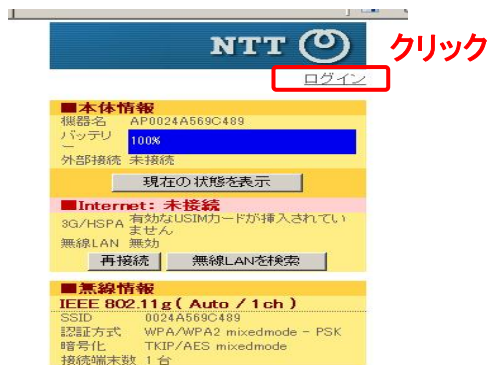 NTT
クリック
ログイン
■本体情報
機器名 AP0024A569C489
バッテリー 100%
外部接続 未接続
現在の状態を表示
■Internet: 未接続
3G/HSPA 有効なUSIMカードが挿入されてい
ません
無線LAN 無効
再接続 無線LANを検索
■無線情報
IEEE 802.11g ( Auto / 1ch )
SSID 0024A569C489
認証方式 WPA/WPA2 mixedmode - PSK
暗号化 TKIP/AES mixedmode
接続端末数 1 台